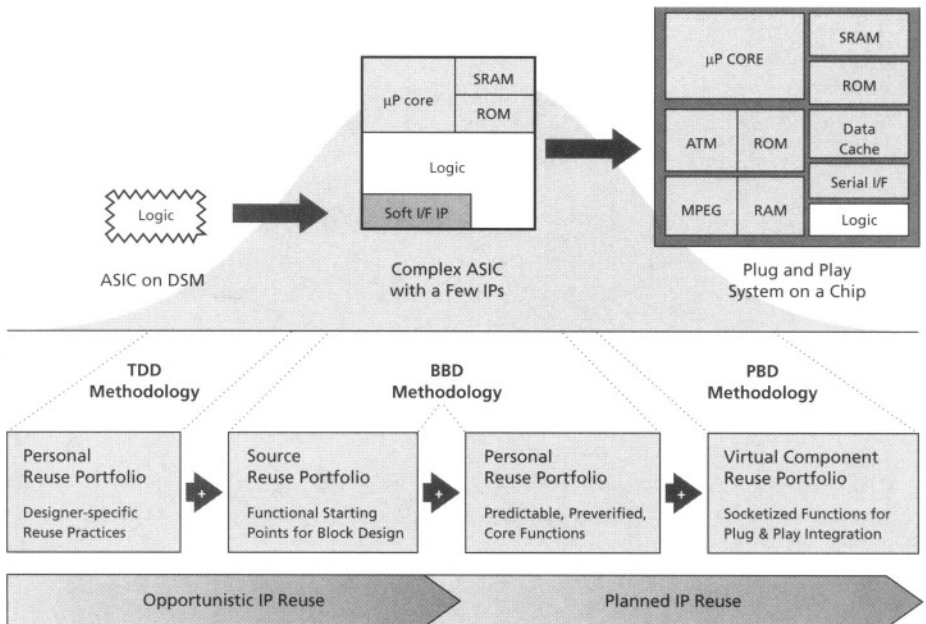 μP core
SRAM
ROM
Logic
Soft I/F IP
μP CORE
SRAM
ROM
ATM
ROM
Data
Cache
MPEG
RAM
Serial I/F
Logic
Logic
ASIC on DSM
Complex ASIC
with a Few IPs
Plug and Play
System on a Chip
TDD
Methodology
BBD
Methodology
PBD
Methodology
Personal
Reuse Portfolio
Designer-specific
Reuse Practices
+
Source
Reuse Portfolio
Functional Starting
Points for Block Design
+
Personal
Reuse Portfolio
Predictable, Preverified,
Core Functions
+
Virtual Component
Reuse Portfolio
Socketized Functions for
Plug & Play Integration
Opportunistic IP Reuse
Planned IP Reuse